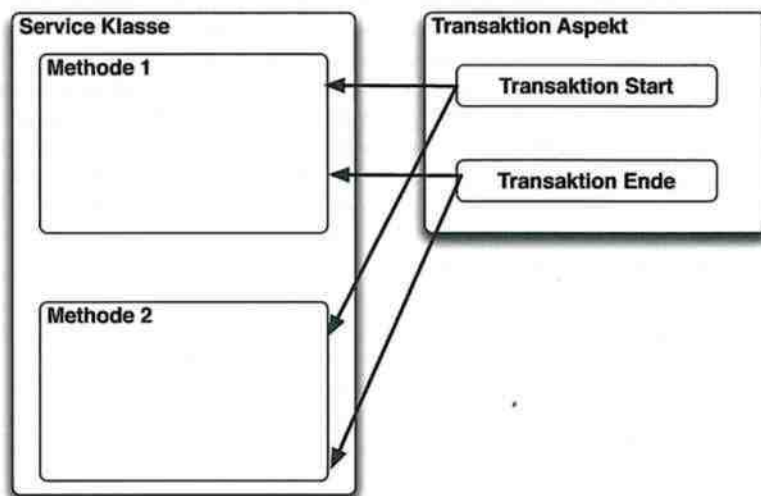 Service Klasse
Methode 1
Methode 2
Transaktion Aspekt
Transaktion Start
Transaktion Ende